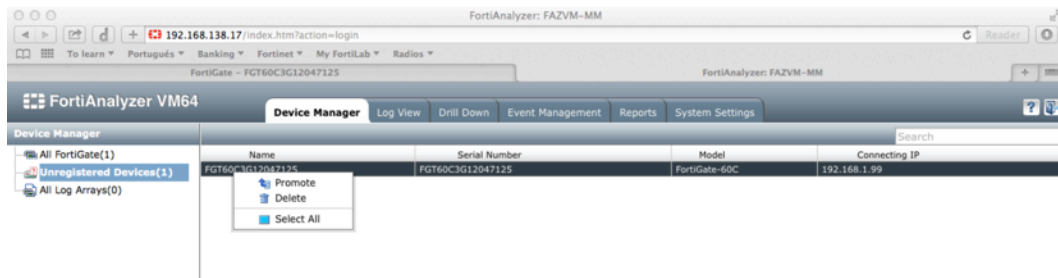 FortiAnalyzer: FAZVM-MM
192.168.138.17/index.htm?action=login
Reader
To learn Português Banking Fortinet My FortiLab Radios
FortiGate - FGT60C3G12047125 FortiAnalyzer: FAZVM-MM
FortiAnalyzer VM64
Device Manager Log View Drill Down Event Management Reports System Settings
Device Manager Search
All FortiGate(1)
Unregistered Devices(1)
All Log Arrays(0)
Name Serial Number Model Connecting IP
FGT60C3G12047125 FGT60C3G12047125 FortiGate-60C 192.168.1.99
Promote
Delete
Select All